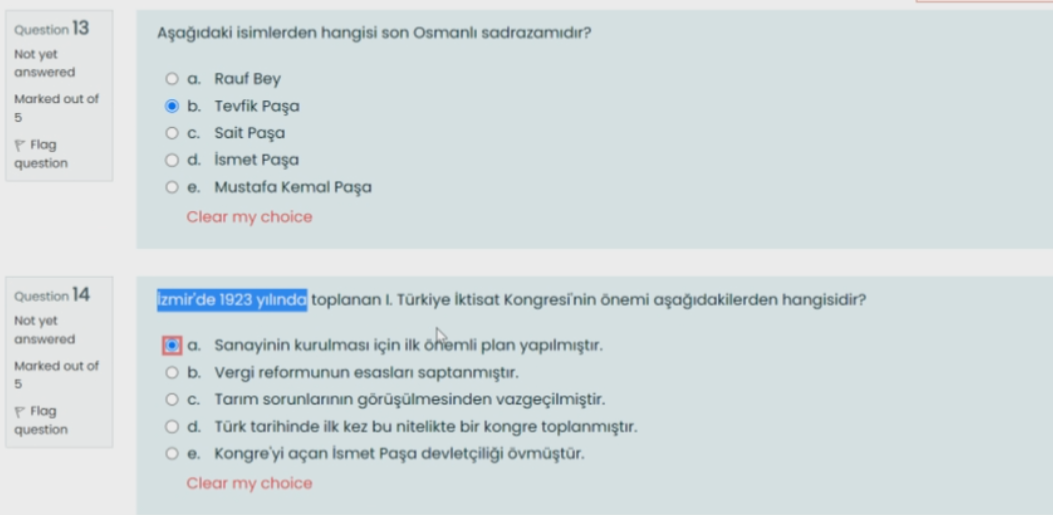 Question 13
Not yet
answered
Marked out of
5
Flag
question
Aşağıdaki isimlerden hangisi son Osmanlı sadrazamıdır?
a. Rauf Bey
b. Tevfik Paşa
c. Sait Paşa
d. İsmet Paşa
e. Mustafa Kemal Paşa
Clear my choice
Question 14
Not yet
answered
Marked out of
5
Flag
question
İzmir'de 1923 yılında toplanan I. Türkiye İktisat Kongresi'nin önemi aşağıdakilerden hangisidir?
a. Sanayinin kurulması için ilk önemli plan yapılmıştır.
b. Vergi reformunun esasları saptanmıştır.
c. Tarım sorunlarının görüşülmesinden vazgeçilmiştir.
d. Türk tarihinde ilk kez bu nitelikte bir kongre toplanmıştır.
e. Kongre'yi açan İsmet Paşa devletçiliği övmüştür.
Clear my choice